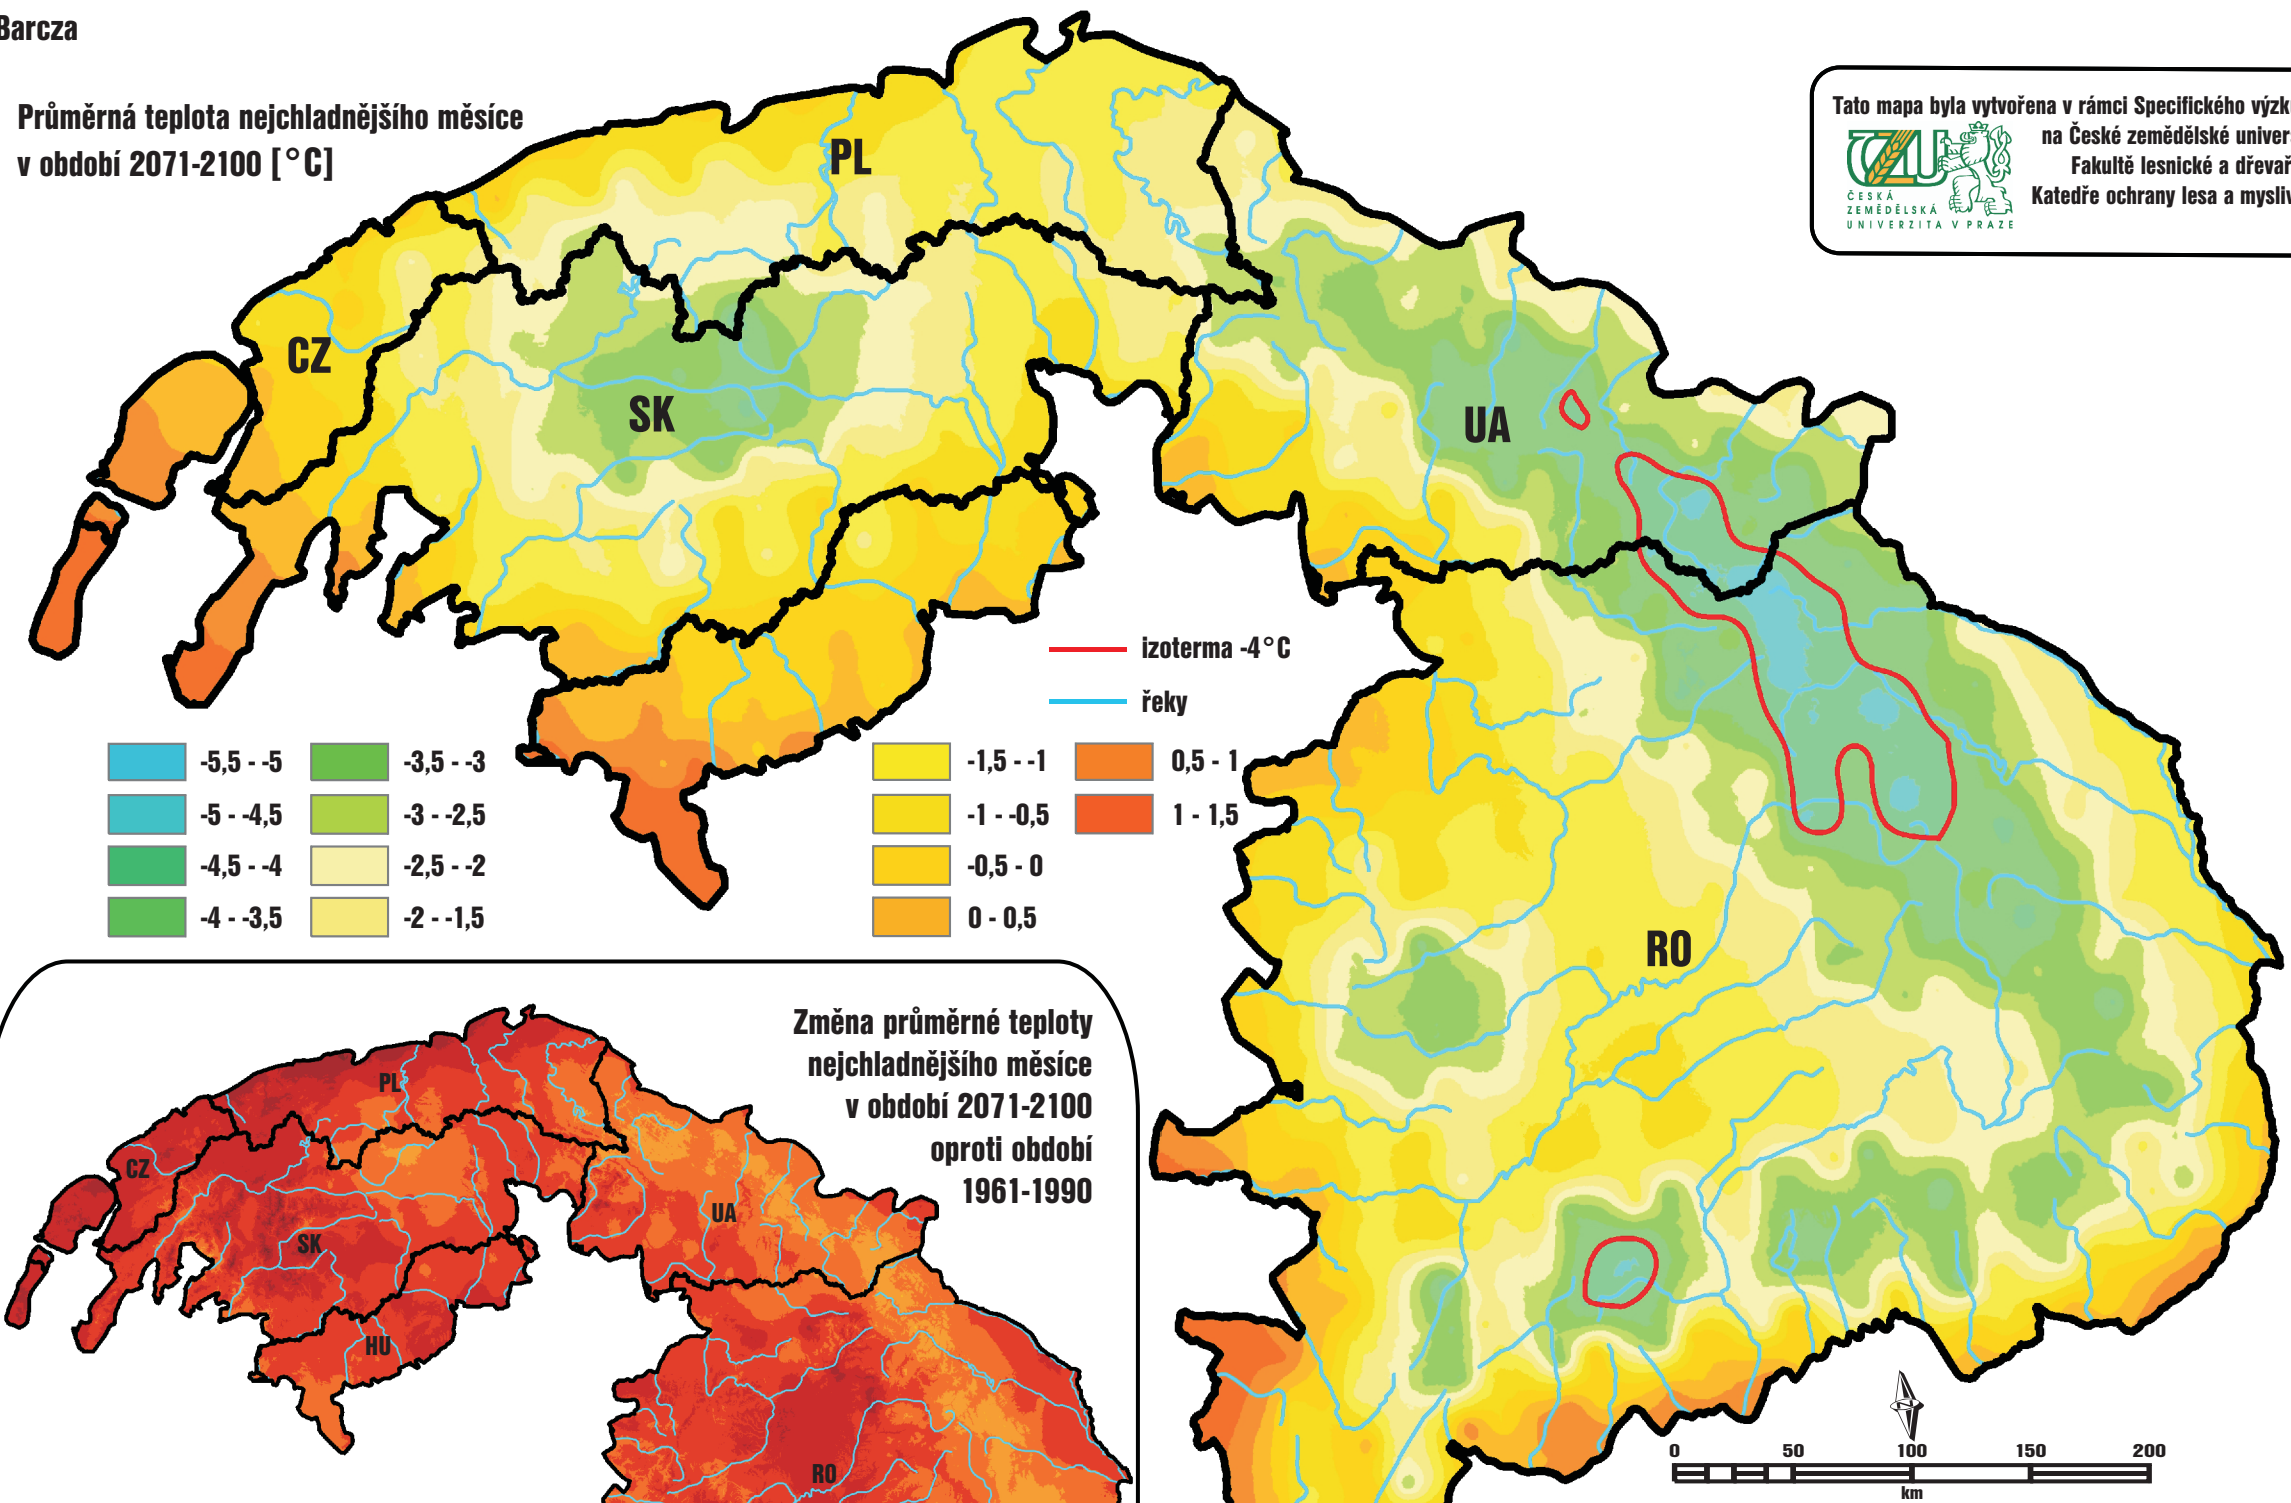 Barcza
Průměrná teplota nejchladnějšího měsíce
v období 2071-2100 [°C]
Tato mapa byla vytvořena v rámci Specifického
na České zemědělské
Fakultě lesnické a
Katedře ochrany lesa a
ČESKÁ
ZEMĚDĚLSKÁ
UNIVERZITA V PRAZE
PL
CZ
SK
UA
RO
izoterma -4°C
řeky
-5,5 - -5
-5 - -4,5
-4,5 - -4
-4 - -3,5
-3,5 - -3
-3 - -2,5
-2,5 - -2
-2 - -1,5
-1,5 - -1
-1 - -0,5
-0,5 - 0
0 - 0,5
0,5 - 1
1 - 1,5
Změna průměrné teploty
nejchladnějšího měsíce
v období 2071-2100
oproti období
1961-1990
PL
CZ
SK
UA
HU
RO
N
0 50 100 150 200
km